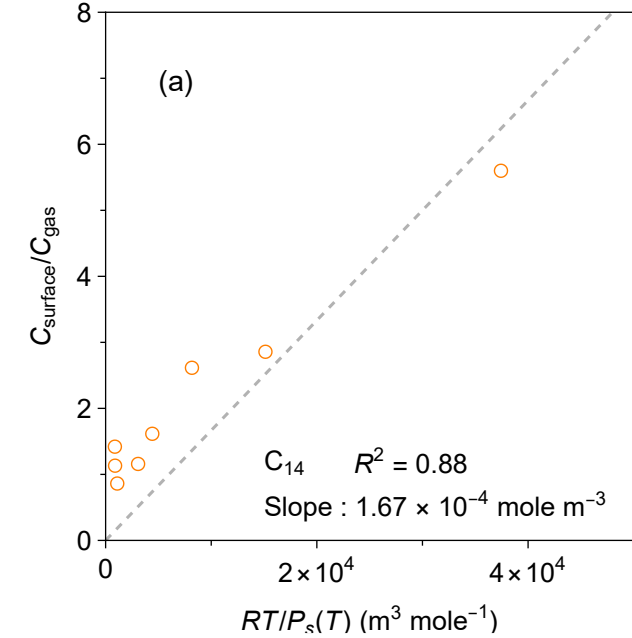 8
(a)
6
C_surface/C_gas
4
2
C₁₄ R² = 0.88
Slope : 1.67 × 10⁻⁴ mole m⁻³
0
0 2×10⁴ 4×10⁴
RT/Pₛ(T) (m³ mole⁻¹)